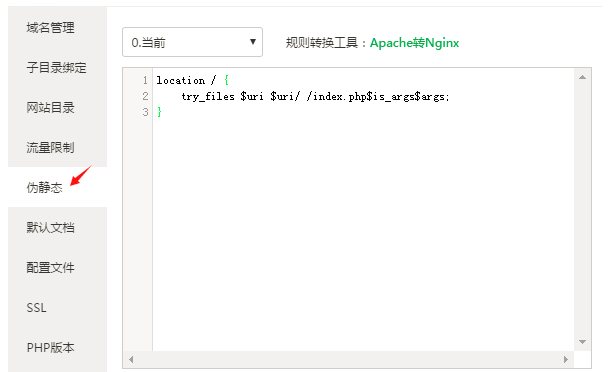 域名管理
子目录绑定
网站目录
流量限制
伪静态
默认文档
配置文件
SSL
PHP版本
0.当前
规则转换工具：Apache转Nginx
1 location / {
2 try_files $uri $uri/ /index.php$is_args$args;
3 }